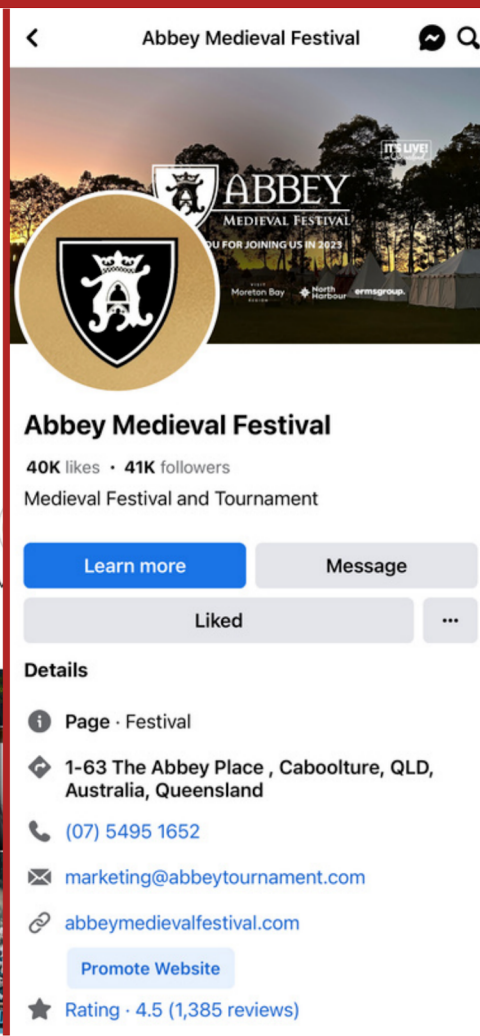 Abbey Medieval Festival
IT'S LIVE!
ABBEY
MEDIEVAL FESTIVAL
OU FOR JOINING US IN 2023
VISIT
Moreton Bay
REGION
North
Harbour
ermsgroup.
Abbey Medieval Festival
40K likes · 41K followers
Medieval Festival and Tournament
Learn more
Message
Liked
Details
Page · Festival
1-63 The Abbey Place , Caboolture, QLD,
Australia, Queensland
(07) 5495 1652
marketing@abbeytournament.com
abbeymedievalfestival.com
Promote Website
Rating · 4.5 (1,385 reviews)